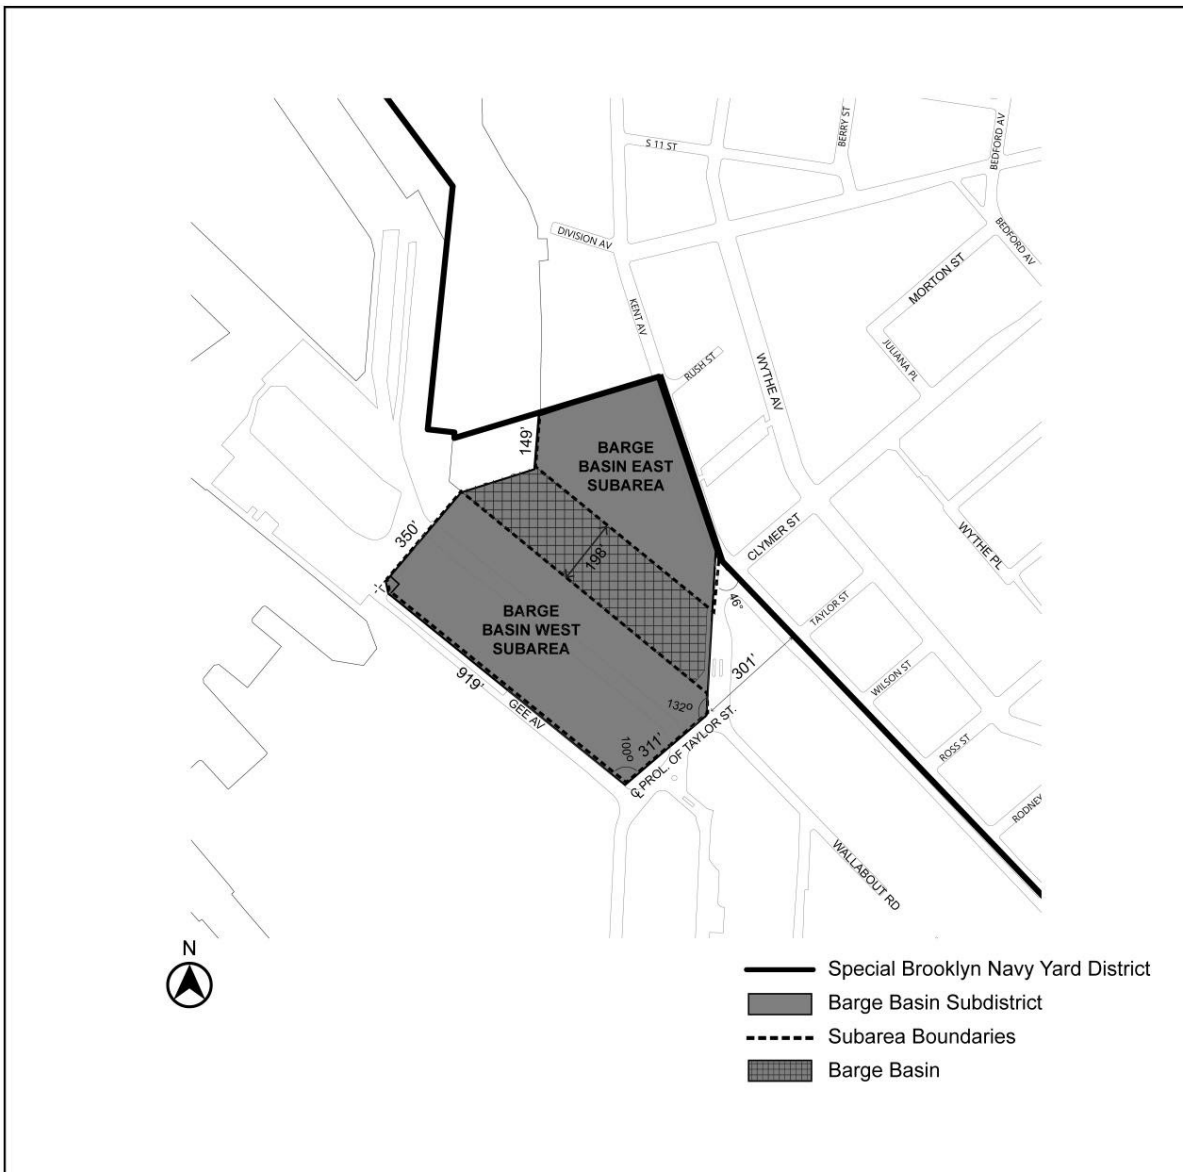 S 11 ST
BERRY ST
BEDFORD AV
DIVISION AV
BEDFORD AV
MORTON ST
KENT AV
JULIANA PL
RUSH ST
WYTHE AV
149'
BARGE
BASIN EAST
SUBAREA
350'
198'
CLYMER ST
WYTHE PL
46°
TAYLOR ST
BARGE
BASIN WEST
SUBAREA
301'
WILSON ST
919'
GEE AV
132º
311'
100º
℄ PROL. OF TAYLOR ST.
ROSS ST
RODNEY
WALLABOUT RD
N
Special Brooklyn Navy Yard District
Barge Basin Subdistrict
Subarea Boundaries
Barge Basin